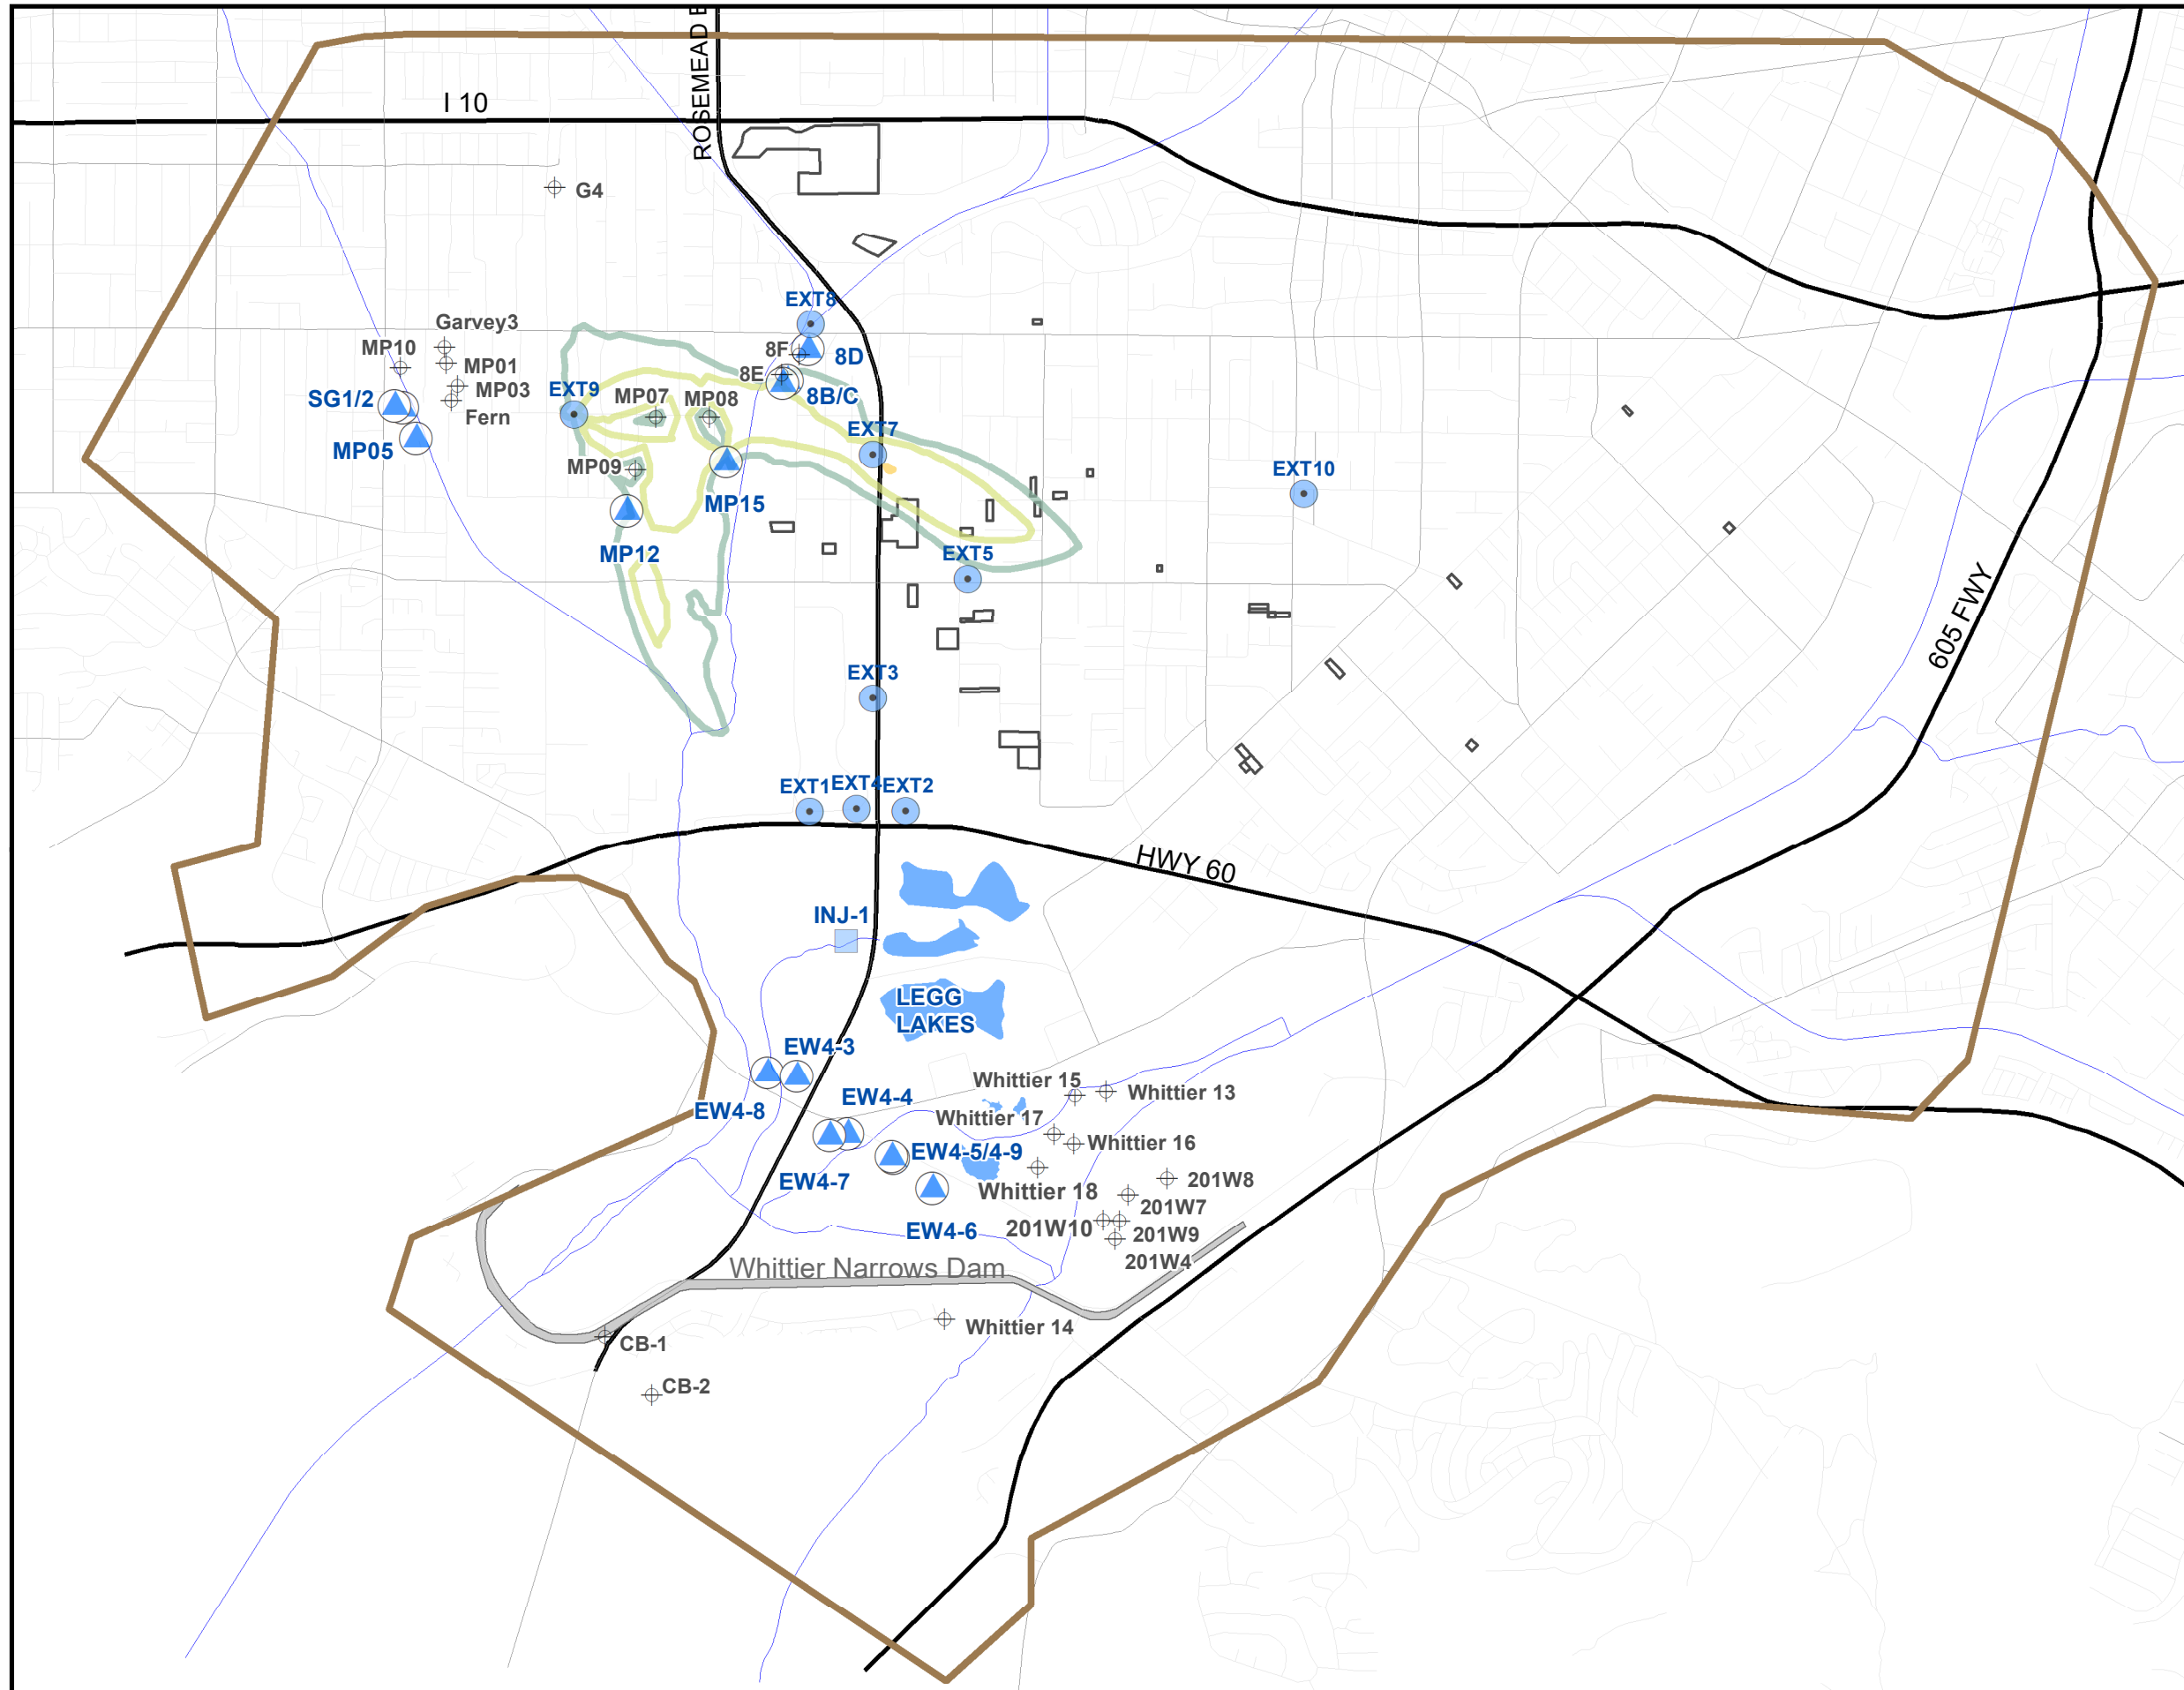 ROSEMEAD
I 10
G4
EXT8
Garvey3
MP10
8F
8D
MP01
8E
MP03
EXT9
SG1/2
MP07
MP08
8B/C
Fern
EXT7
MP05
MP09
EXT10
MP15
MP12
EXT5
605 FWY
EXT3
EXT1
EXT4
EXT2
HWY 60
INJ-1
LEGG
LAKES
EW4-3
Whittier 15
Whittier 13
EW4-8
EW4-4
Whittier 17
Whittier 16
EW4-5/4-9
EW4-7
201W8
Whittier 18
201W7
EW4-6
201W10
201W9
201W4
Whittier Narrows Dam
Whittier 14
CB-1
CB-2